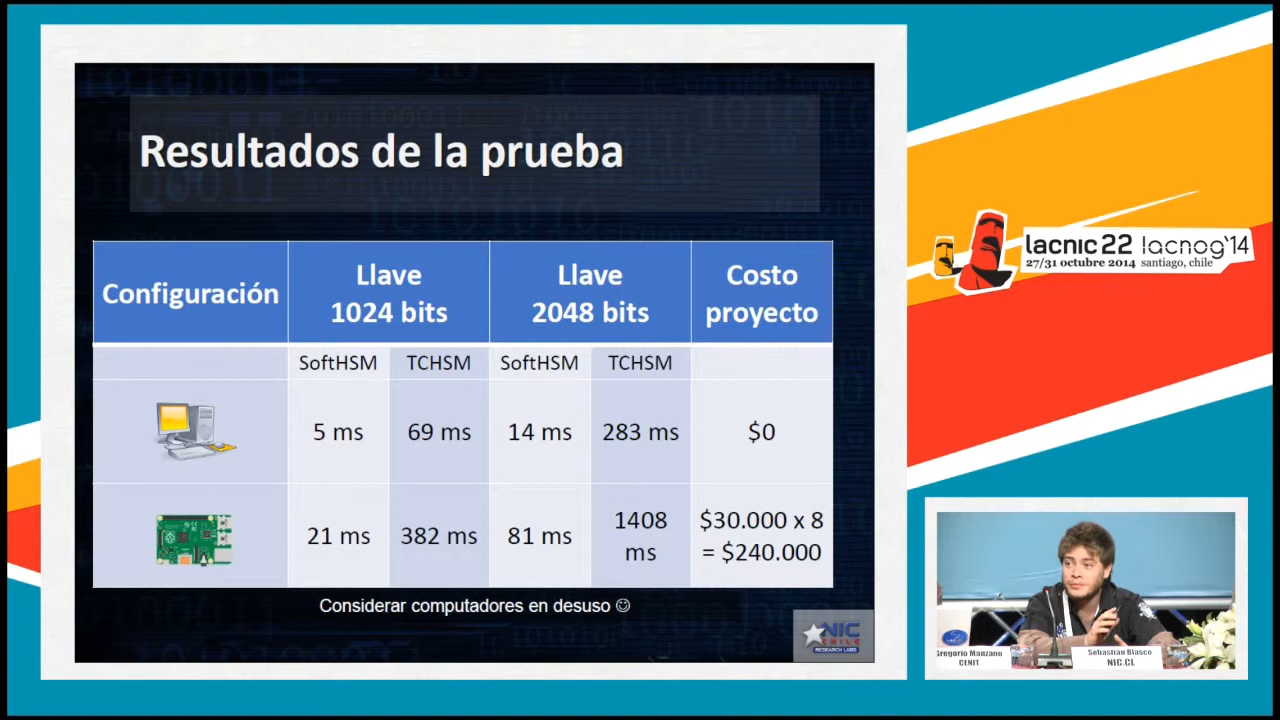 Resultados de la prueba
Configuración
Llave
1024 bits
Llave
2048 bits
Costo
proyecto
SoftHSM
TCHSM
SoftHSM
TCHSM
5 ms
69 ms
14 ms
283 ms
$0
21 ms
382 ms
81 ms
1408
ms
$30.000 x 8
= $240.000
Considerar computadores en desuso ☺
NIC
CHILE
RESEARCH LABS
lacnic 22 lacnog'14
27/31 octubre 2014 santiago, chile
Gregorio Manzano
CENIT
Sebastian Blasco
NIC.CL